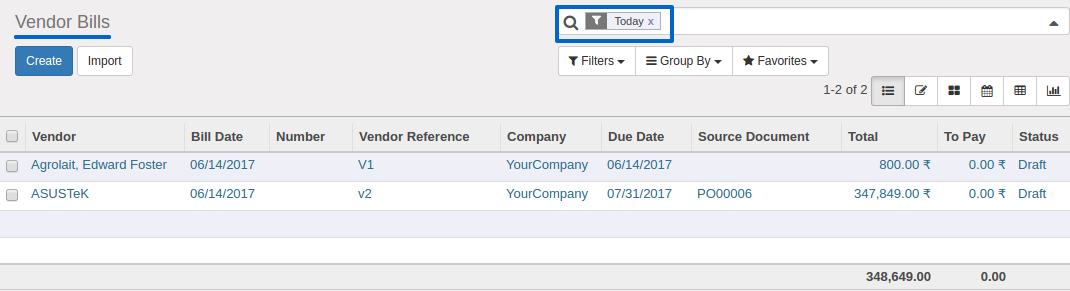 Vendor Bills
Today x
Create Import
Filters Group By Favorites
1-2 of 2
Vendor Bill Date Number Vendor Reference Company Due Date Source Document Total To Pay Status
Agrolait, Edward Foster 06/14/2017 V1 YourCompany 06/14/2017 800.00 ₹ 0.00 ₹ Draft
ASUSTeK 06/14/2017 v2 YourCompany 07/31/2017 PO00006 347,849.00 ₹ 0.00 ₹ Draft
348,649.00 0.00